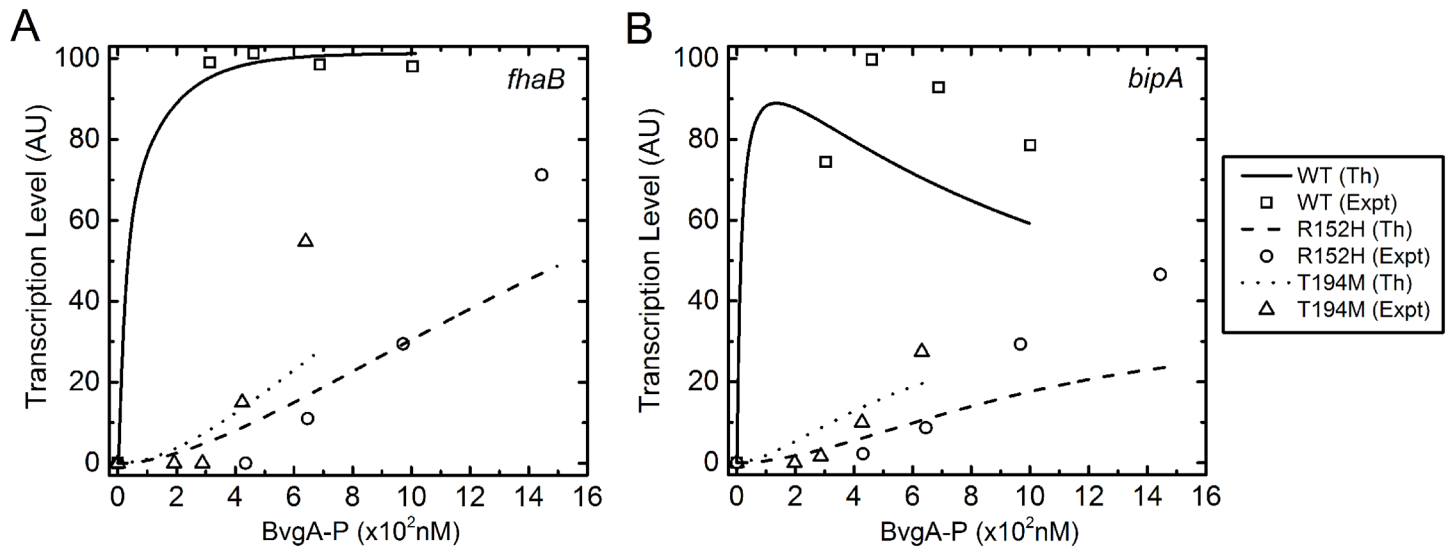 A
B
100
80
60
40
20
0
Transcription Level (AU)
fhaB
0 2 4 6 8 10 12 14 16
BvgA-P (x10²nM)
100
80
60
40
20
0
Transcription Level (AU)
bipA
0 2 4 6 8 10 12 14 16
BvgA-P (x10²nM)
WT (Th)
WT (Expt)
R152H (Th)
R152H (Expt)
T194M (Th)
T194M (Expt)